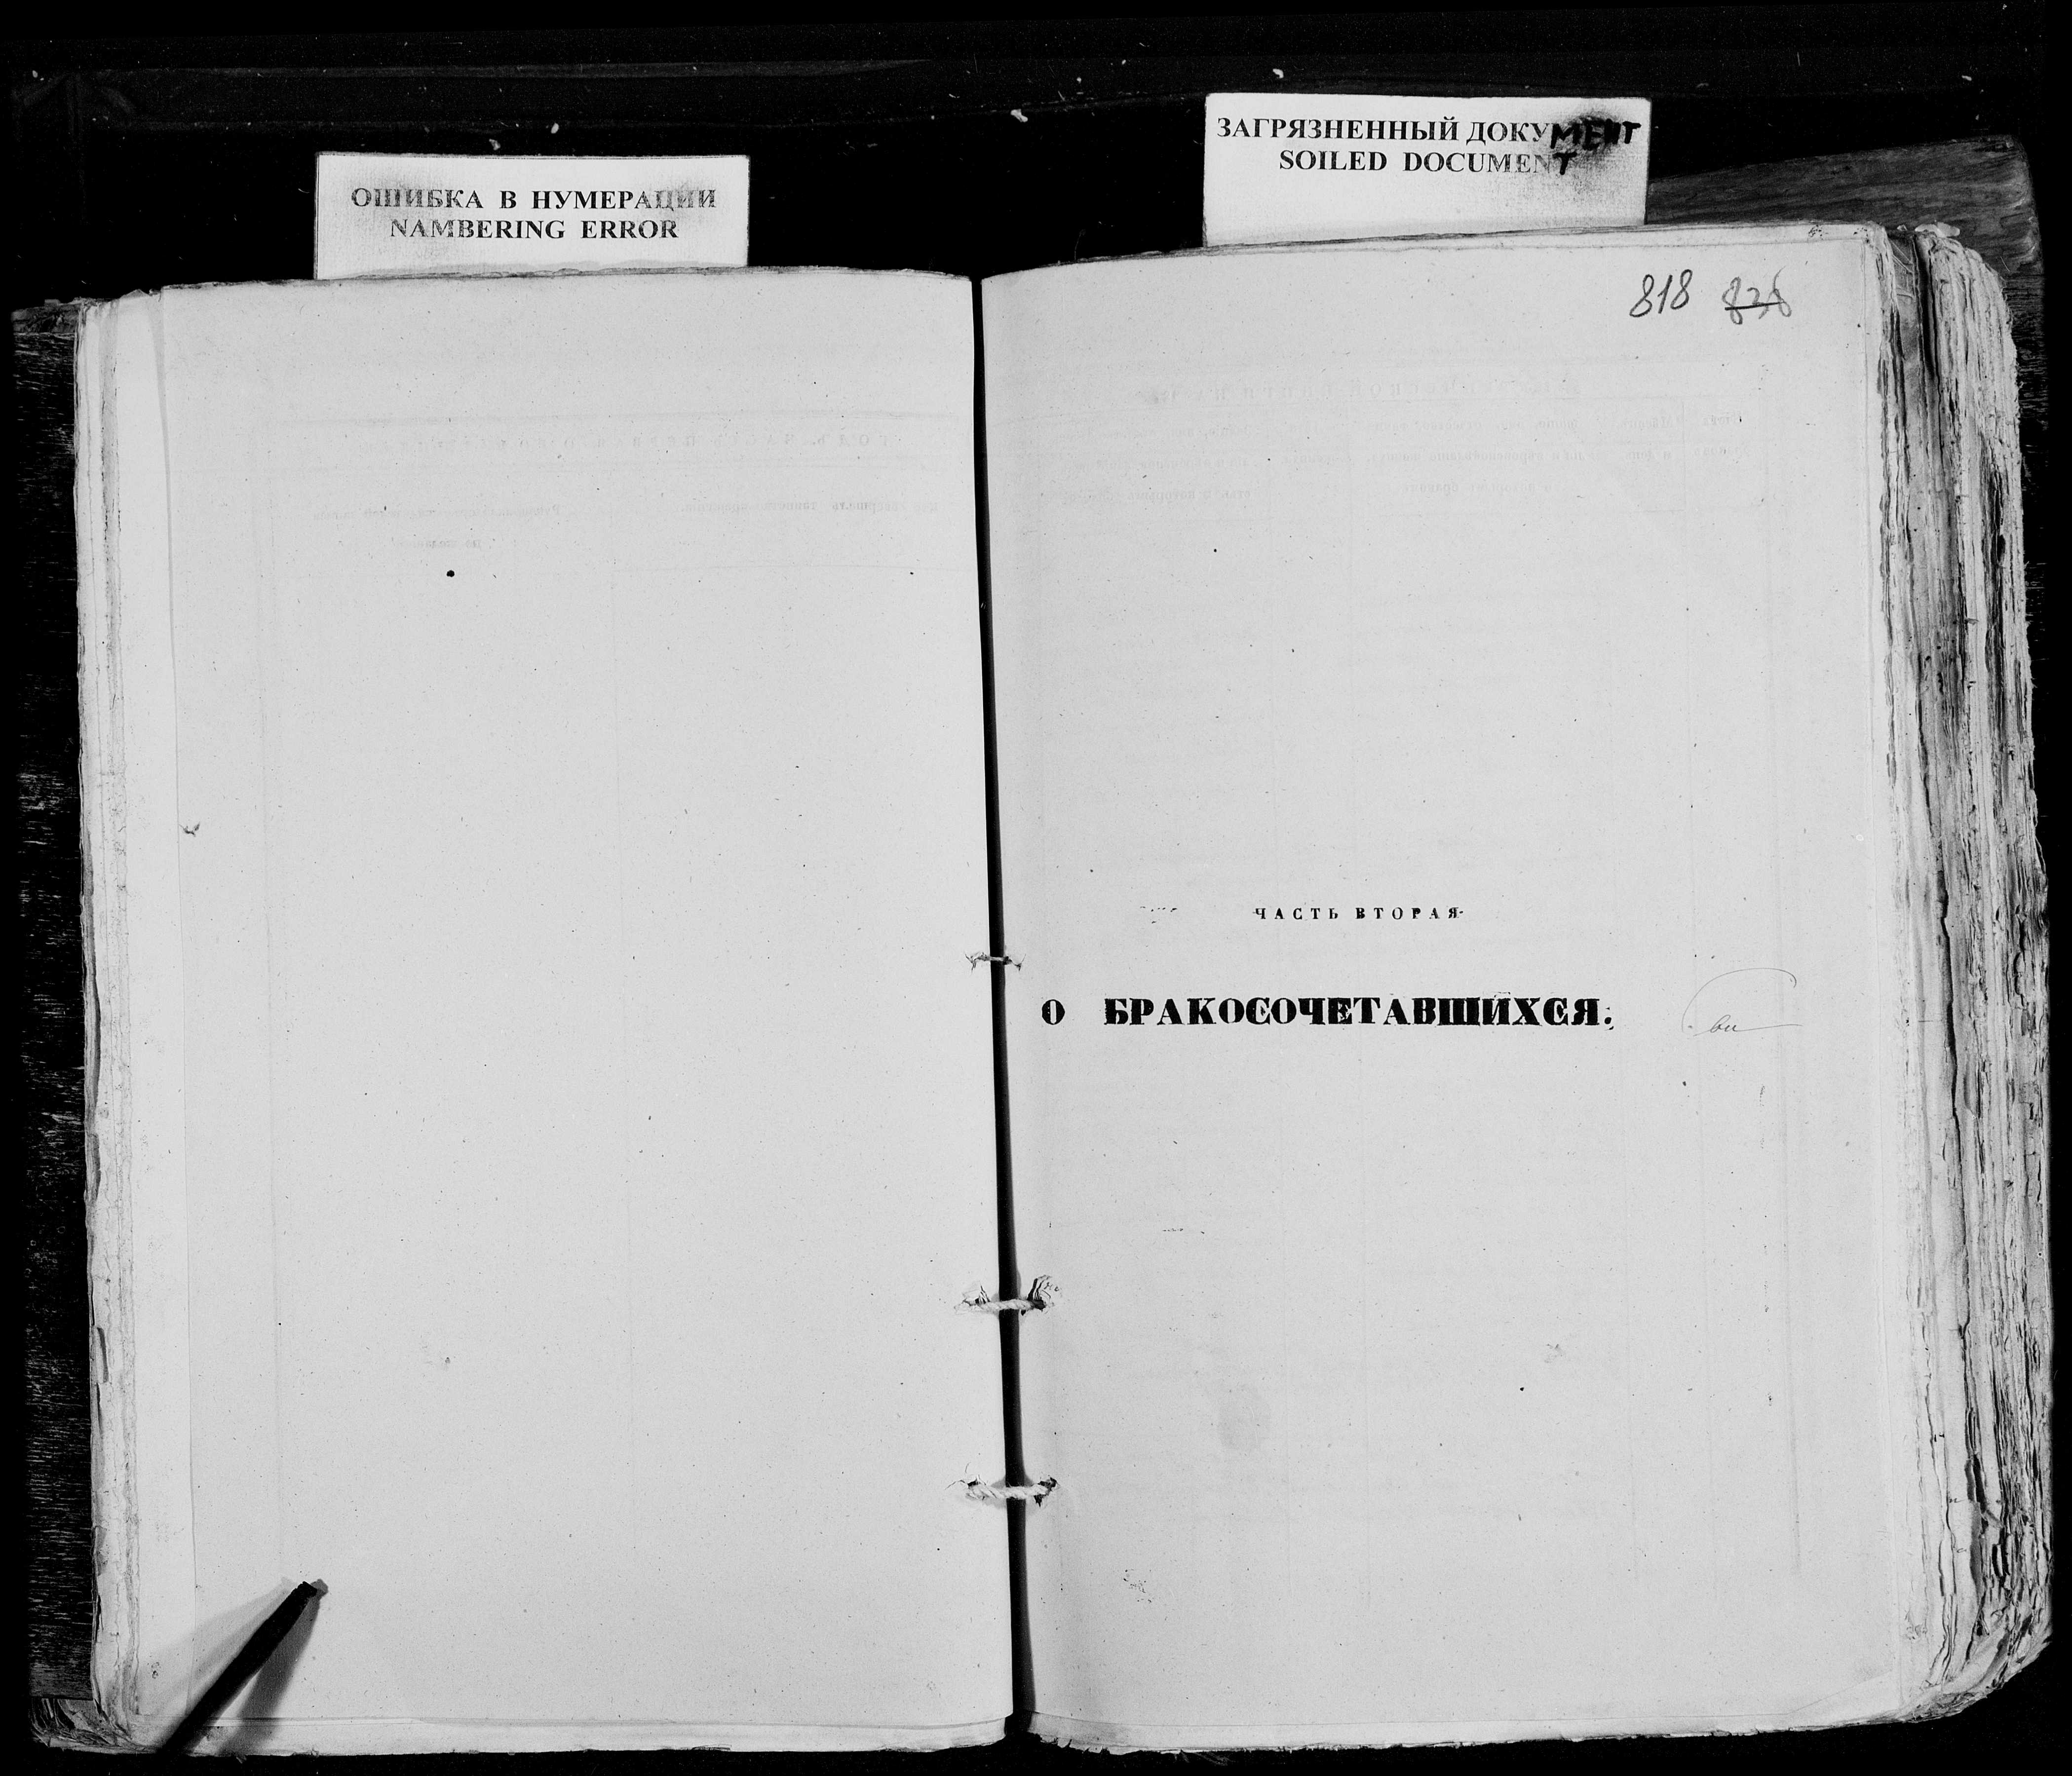 ОШИБКА В НУМЕРАЦИИ
NAMBERING ERROR
ЗАГРЯЗНЕННЫЙ ДОКУМЕНТ
SOILED DOCUMENT
818
ЧАСТЬ ВТОРАЯ
О БРАКОСОЧЕТАВШИХСЯ.